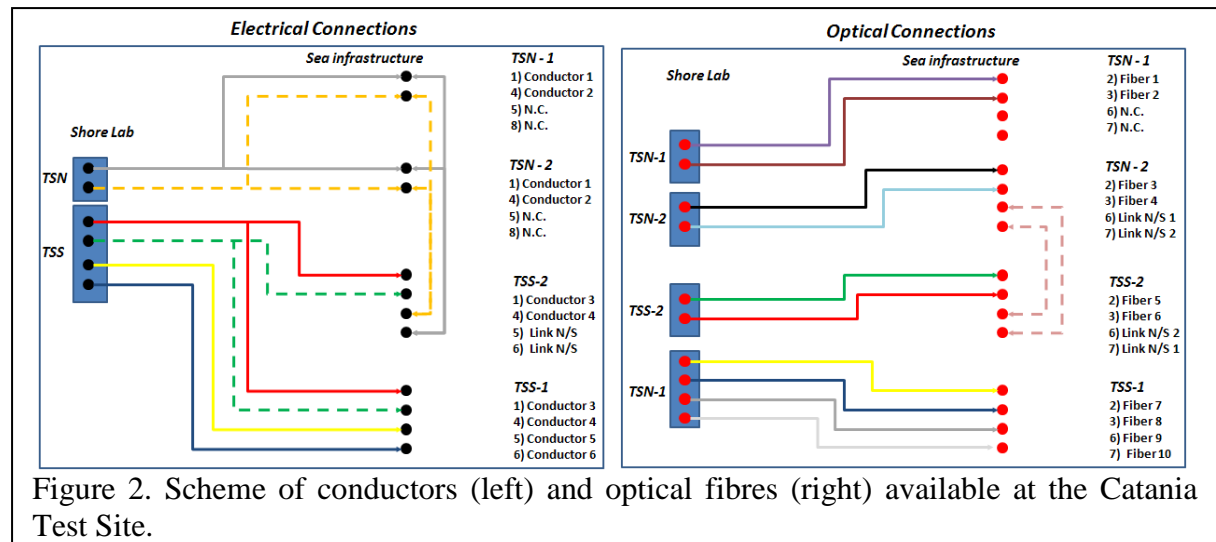 Electrical Connections
Sea infrastructure
Shore Lab
TSN
TSS
TSN - 1
1) Conductor 1
4) Conductor 2
5) N.C.
8) N.C.
TSN - 2
1) Conductor 1
4) Conductor 2
5) N.C.
8) N.C.
TSS-2
1) Conductor 3
4) Conductor 4
5) Link N/S
6) Link N/S
TSS-1
1) Conductor 3
4) Conductor 4
5) Conductor 5
6) Conductor 6
Optical Connections
Sea infrastructure
Shore Lab
TSN-1
TSN-2
TSS-2
TSN-1
TSN - 1
2) Fiber 1
3) Fiber 2
6) N.C.
7) N.C.
TSN - 2
2) Fiber 3
3) Fiber 4
6) Link N/S 1
7) Link N/S 2
TSS-2
2) Fiber 5
3) Fiber 6
6) Link N/S 2
7) Link N/S 1
TSS-1
2) Fiber 7
3) Fiber 8
6) Fiber 9
7) Fiber 10
Figure 2. Scheme of conductors (left) and optical fibres (right) available at the Catania
Test Site.